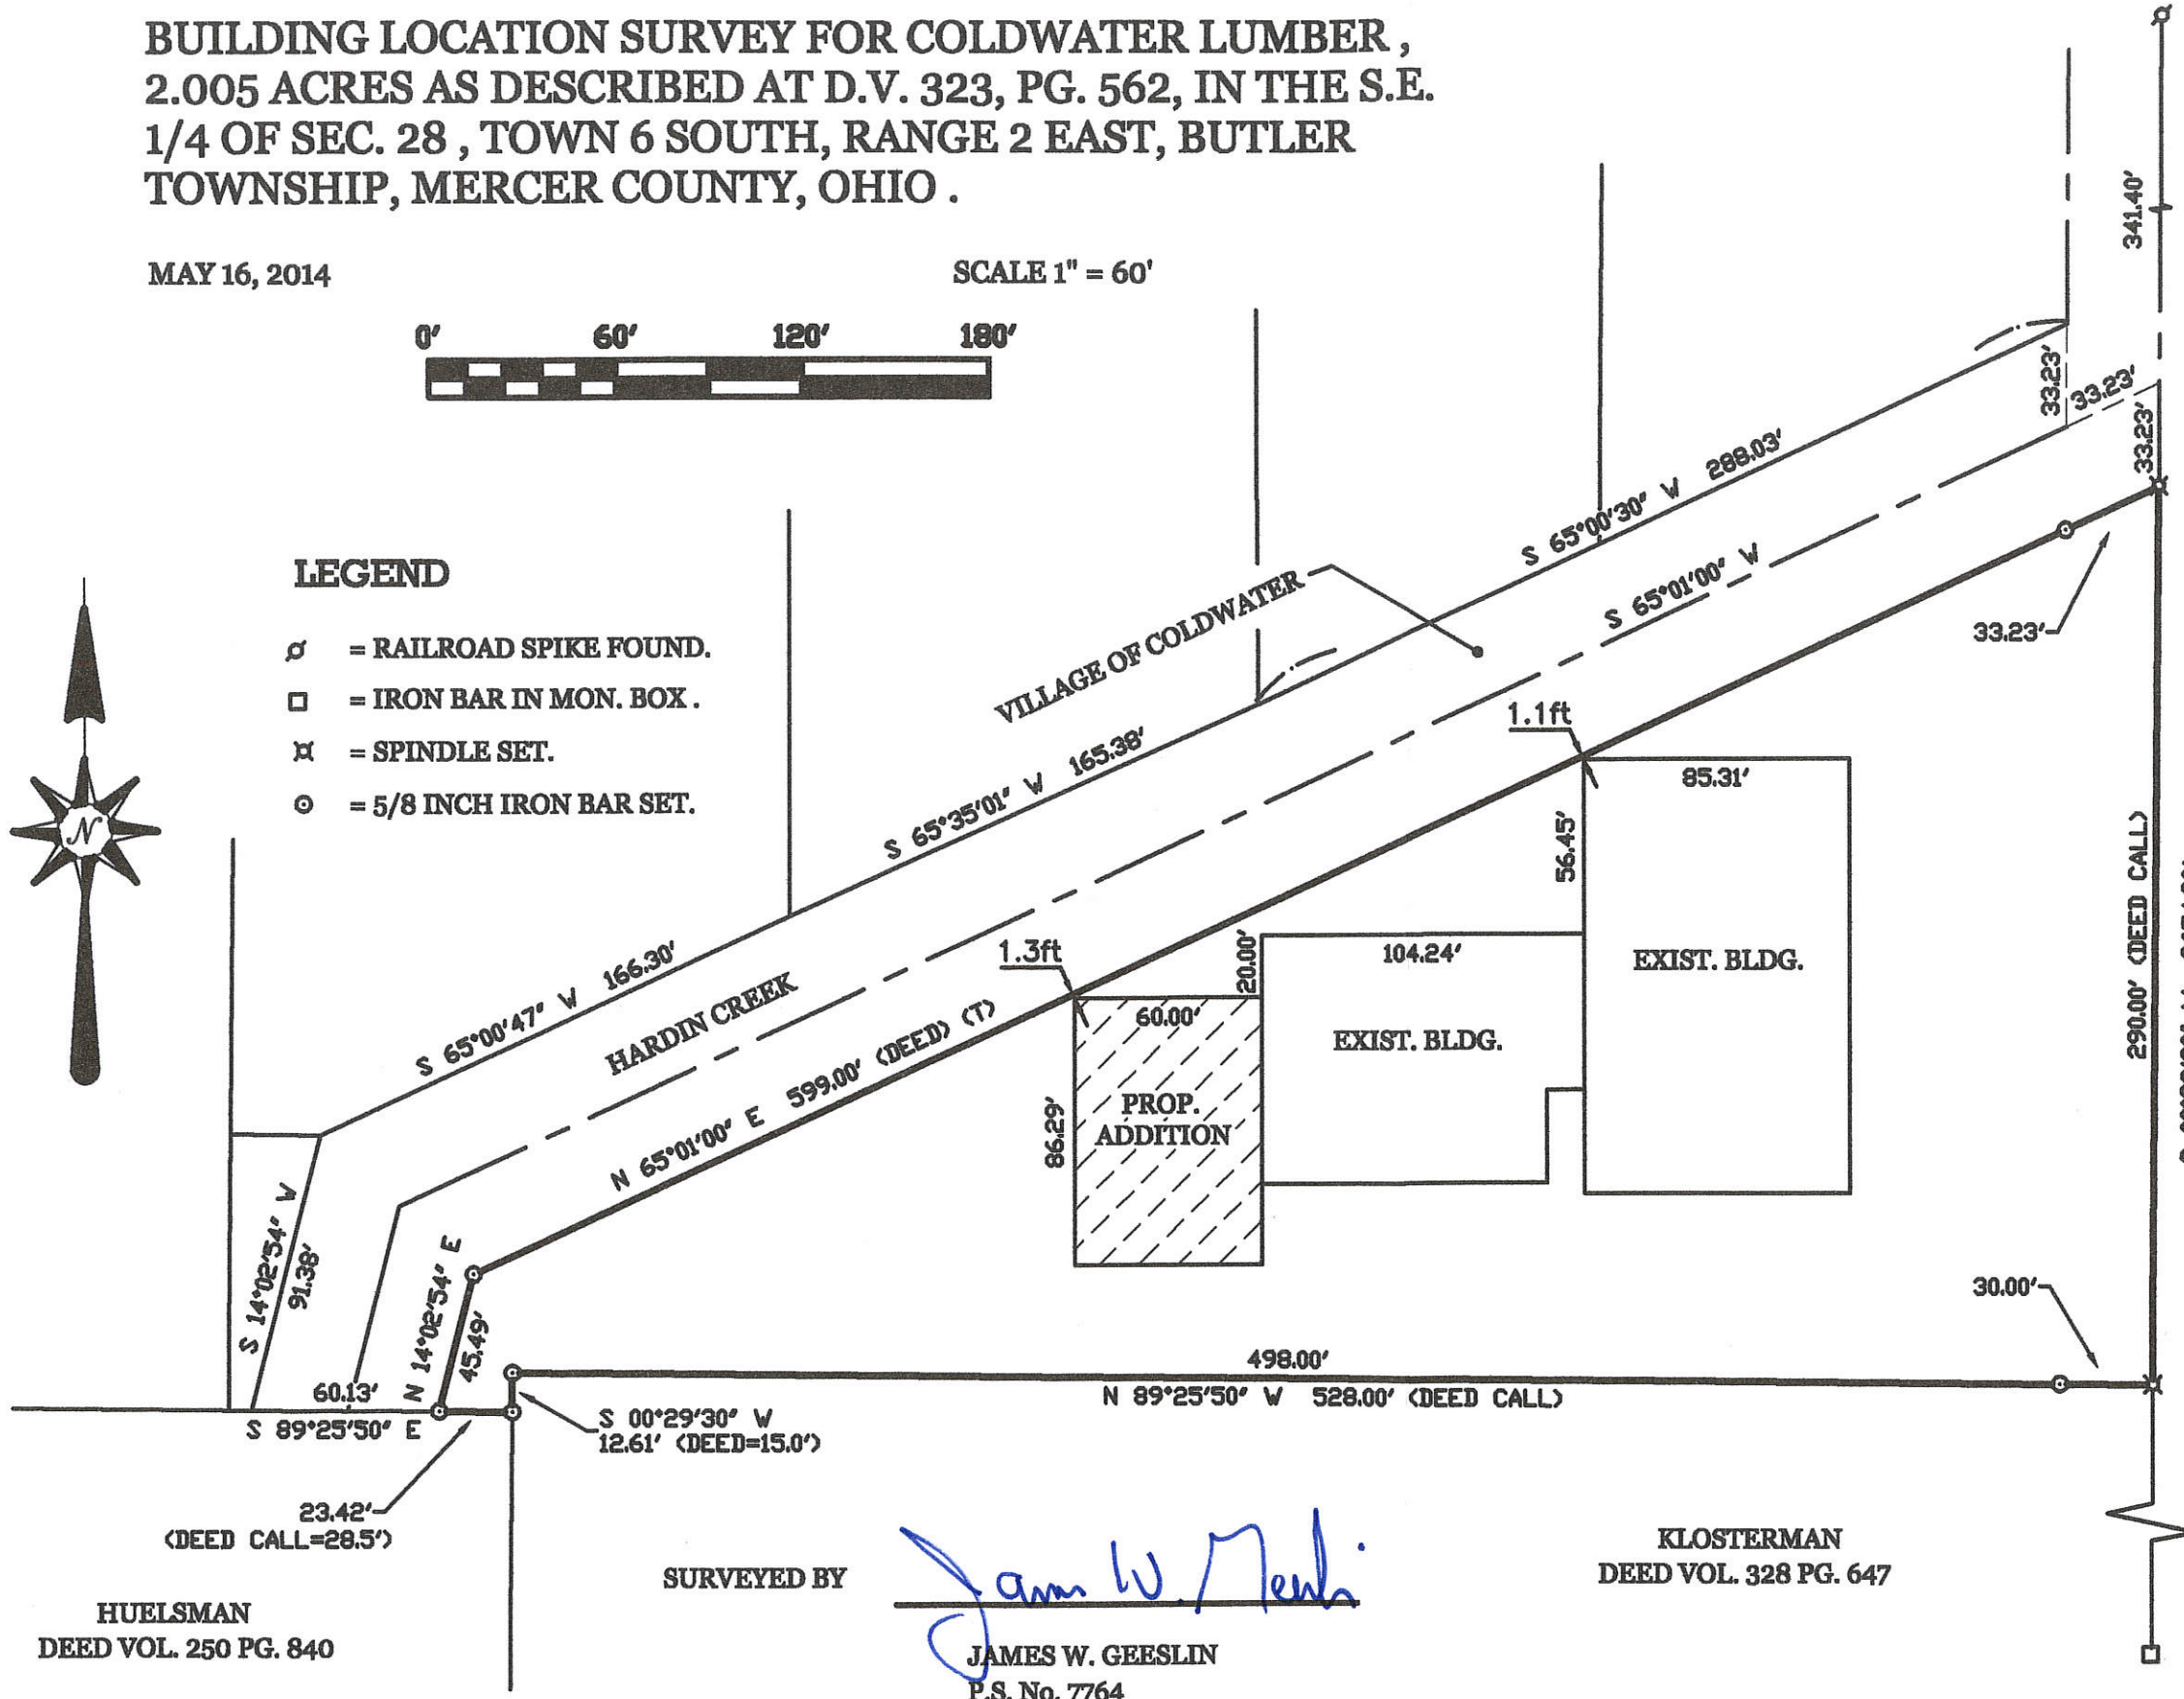 BUILDING LOCATION SURVEY FOR COLDWATER LUMBER ,
2.005 ACRES AS DESCRIBED AT D.V. 323, PG. 562, IN THE S.E.
1/4 OF SEC. 28 , TOWN 6 SOUTH, RANGE 2 EAST, BUTLER
TOWNSHIP, MERCER COUNTY, OHIO .
MAY 16, 2014
SCALE 1" = 60'
0' 60' 120' 180'
LEGEND
= RAILROAD SPIKE FOUND.
= IRON BAR IN MON. BOX .
= SPINDLE SET.
= 5/8 INCH IRON BAR SET.
N
341.40'
33.23'
33.23'
33.23'
S 65°00'30" W 288.03'
S 65°01'00" W
33.23'
VILLAGE OF COLDWATER
S 65°35'01" W 165.38'
1.1ft
85.31'
56.45'
EXIST. BLDG.
290.00' (DEED CALL)
S 65°00'47" W 166.30'
HARDIN CREEK
N 65°01'00" E 599.00' (DEED) (T)
1.3ft
20.00'
104.24'
EXIST. BLDG.
60.00'
86.29'
PROP.
ADDITION
S 14°02'54" W
91.38'
N 14°02'54" E
45.49'
30.00'
60.13'
S 89°25'50" E
498.00'
N 89°25'50" W 528.00' (DEED CALL)
S 00°29'30" W
12.61' (DEED=15.0')
23.42'
(DEED CALL=28.5')
HUELSMAN
DEED VOL. 250 PG. 840
SURVEYED BY
James W. Geeslin
JAMES W. GEESLIN
P.S. No. 7764
KLOSTERMAN
DEED VOL. 328 PG. 647